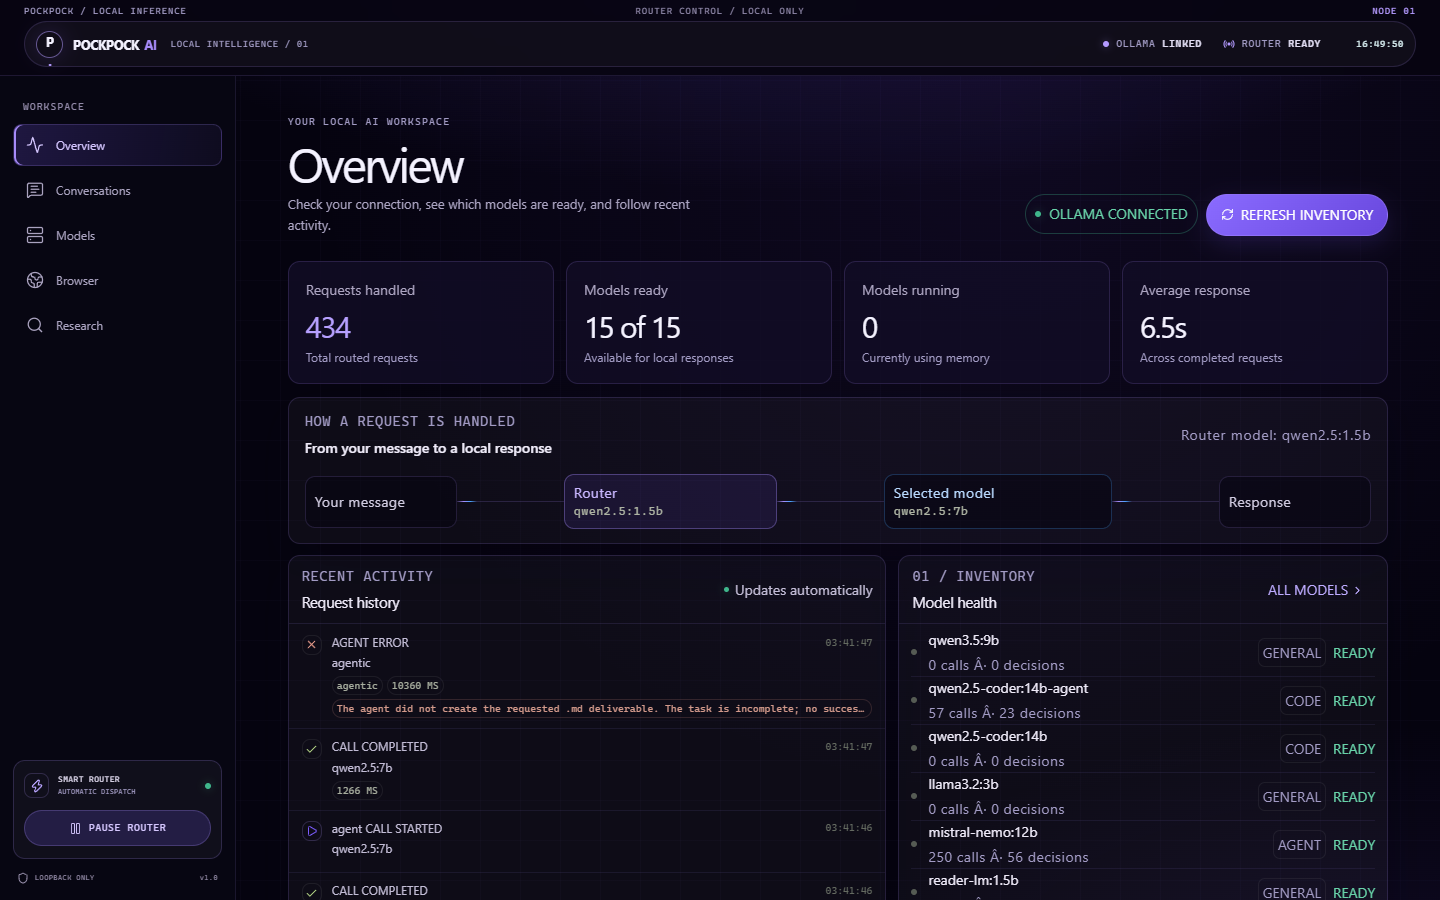 POCKPOCK / LOCAL INFERENCE
ROUTER CONTROL / LOCAL ONLY
NODE 01
P
POCKPOCK AI
LOCAL INTELLIGENCE / 01
OLLAMA LINKED
ROUTER READY
16:49:50
WORKSPACE
Overview
Conversations
Models
Browser
Research
SMART ROUTER
AUTOMATIC DISPATCH
PAUSE ROUTER
LOOPBACK ONLY
v1.0
YOUR LOCAL AI WORKSPACE
Overview
Check your connection, see which models are ready, and follow recent
activity.
OLLAMA CONNECTED
REFRESH INVENTORY
Requests handled
434
Total routed requests
Models ready
15 of 15
Available for local responses
Models running
0
Currently using memory
Average response
6.5s
Across completed requests
HOW A REQUEST IS HANDLED
From your message to a local response
Router model: qwen2.5:1.5b
Your message
Router
qwen2.5:1.5b
Selected model
qwen2.5:7b
Response
RECENT ACTIVITY
Request history
Updates automatically
AGENT ERROR
03:41:47
agentic
agentic
10360 MS
The agent did not create the requested .md deliverable. The task is incomplete; no succes…
CALL COMPLETED
03:41:47
qwen2.5:7b
1266 MS
agent CALL STARTED
03:41:46
qwen2.5:7b
CALL COMPLETED
03:41:46
01 / INVENTORY
Model health
ALL MODELS
qwen3.5:9b
0 calls Â· 0 decisions
GENERAL
READY
qwen2.5-coder:14b-agent
57 calls Â· 23 decisions
CODE
READY
qwen2.5-coder:14b
0 calls Â· 0 decisions
CODE
READY
llama3.2:3b
0 calls Â· 0 decisions
GENERAL
READY
mistral-nemo:12b
250 calls Â· 56 decisions
AGENT
READY
reader-lm:1.5b
GENERAL
READY